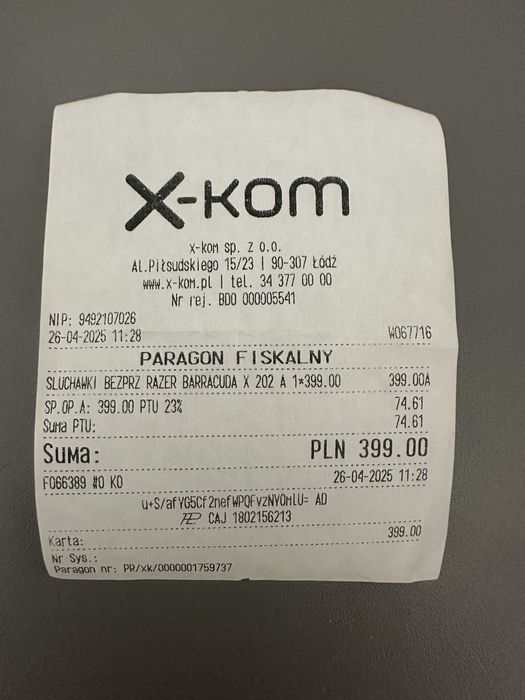 x-kom
x-kom sp. z o.o.
Al.Piłsudskiego 15/23 | 90-307 Łódź
www.x-kom.pl | tel. 34 377 00 00
Nr rej. BDO 000005541
NIP: 9492107026
26-04-2025 11:28 W067716
PARAGON FISKALNY
SLUCHAWKI BEZPRZ RAZER BARRACUDA X 202 A 1*399.00 399.00A
SP.OP.A: 399.00 PTU 23% 74.61
Suma PTU: 74.61
Suma: PLN 399.00
F066389 #0 KO 26-04-2025 11:28
u+S/afYG5Cf2nefWPQFvzNYOMlU= AD
CAJ 1802156213
Karta: 399.00
Nr Sys.:
Paragon nr: PR/xk/0000001759737